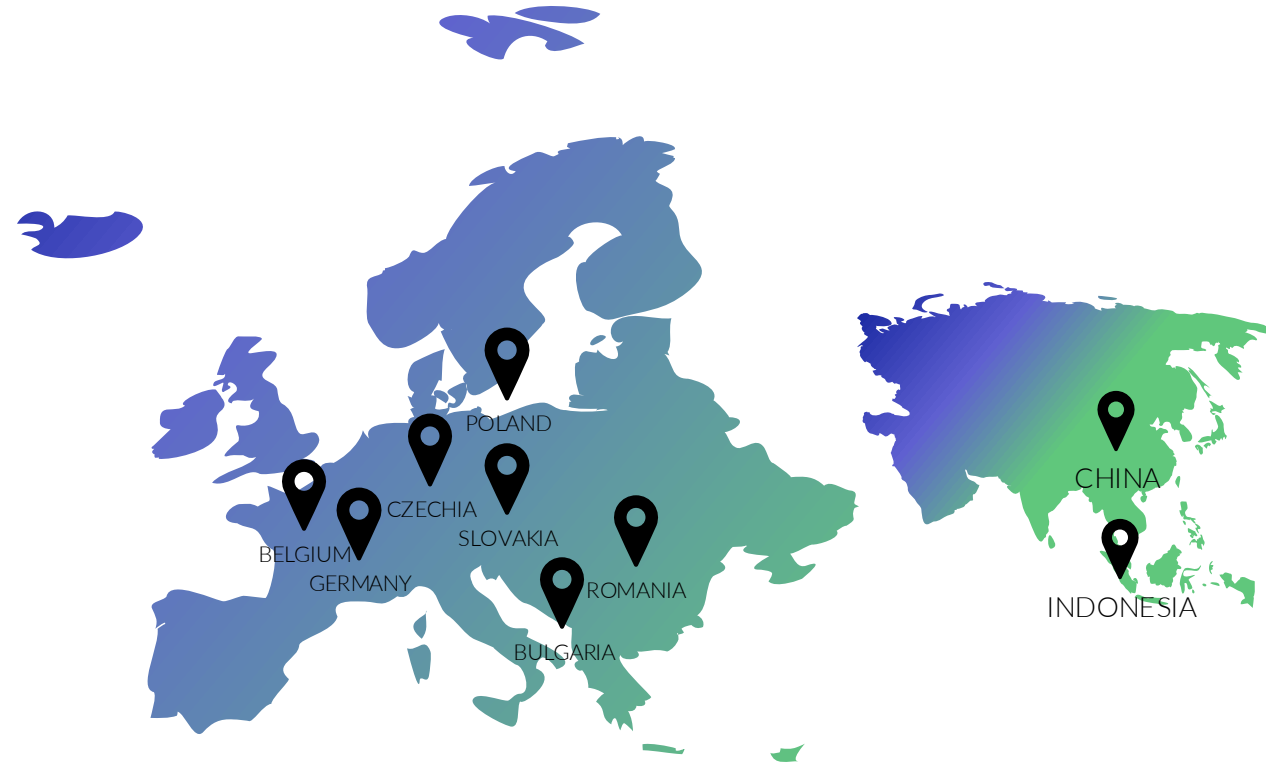 POLAND
CZECHIA
SLOVAKIA
BELGIUM
GERMANY
ROMANIA
BULGARIA
CHINA
INDONESIA